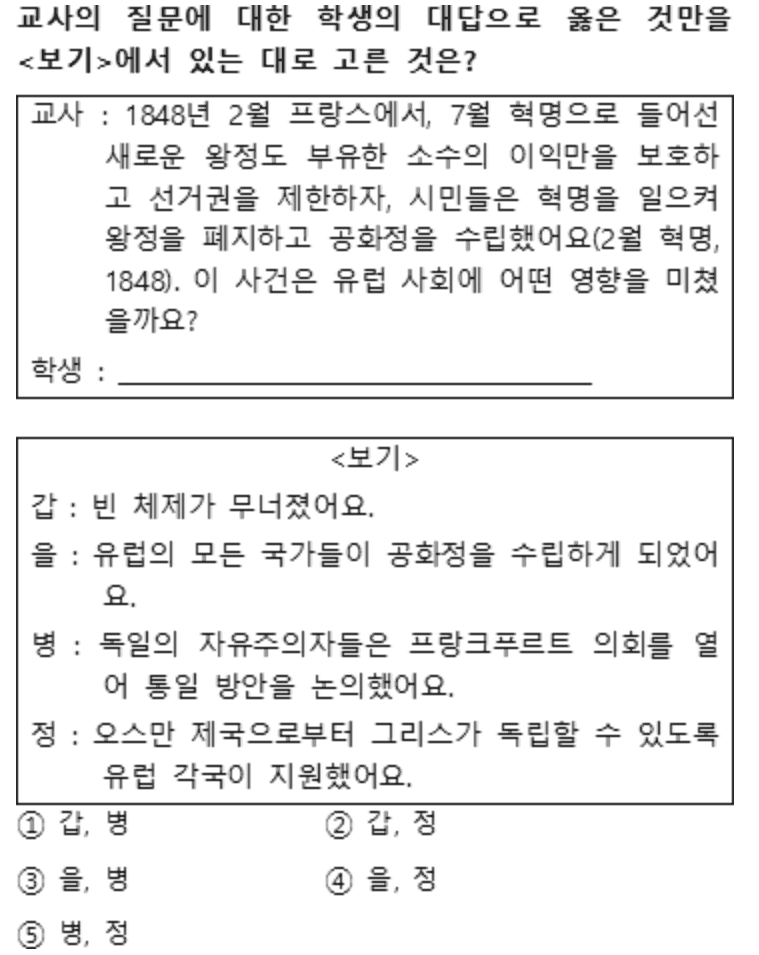 교사의 질문에 대한 학생의 대답으로 옳은 것만을
<보기>에서 있는 대로 고른 것은?
교사 : 1848년 2월 프랑스에서, 7월 혁명으로 들어선
새로운 왕정도 부유한 소수의 이익만을 보호하
고 선거권을 제한하자, 시민들은 혁명을 일으켜
왕정을 폐지하고 공화정을 수립했어요(2월 혁명,
1848). 이 사건은 유럽 사회에 어떤 영향을 미쳤
을까요?
학생 : ______________________________
<보기>
갑 : 빈 체제가 무너졌어요.
을 : 유럽의 모든 국가들이 공화정을 수립하게 되었어
요.
병 : 독일의 자유주의자들은 프랑크푸르트 의회를 열
어 통일 방안을 논의했어요.
정 : 오스만 제국으로부터 그리스가 독립할 수 있도록
유럽 각국이 지원했어요.
① 갑, 병 ② 갑, 정
③ 을, 병 ④ 을, 정
⑤ 병, 정